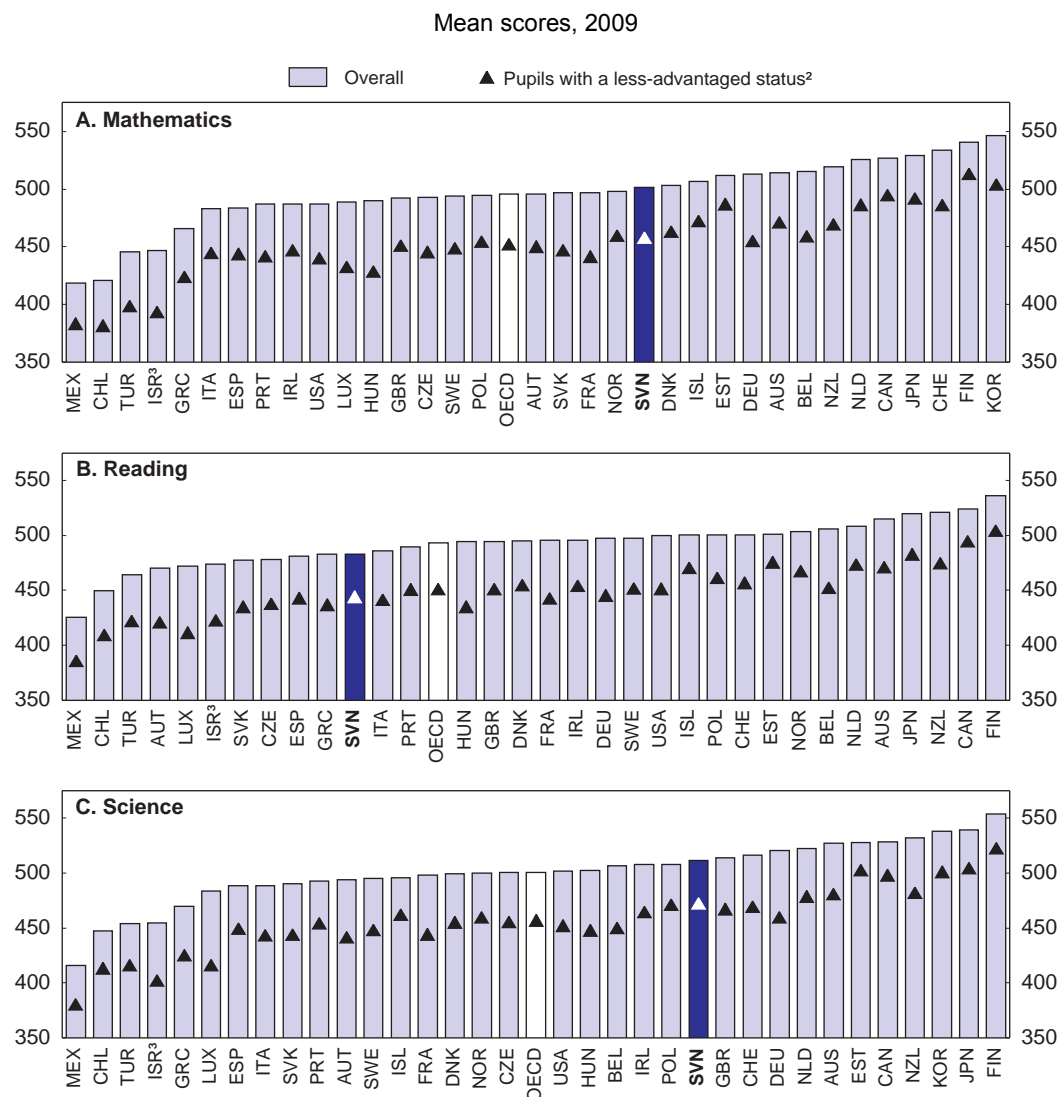 Mean scores, 2009
Overall
Pupils with a less-advantaged status²
A. Mathematics
550 550
500 500
450 450
400 400
350 350
MEX CHL TUR ISR³ GRC ITA ESP PRT IRL USA LUX HUN GBR CZE SWE POL OECD AUT SVK FRA NOR SVN DNK ISL EST DEU AUS BEL NZL NLD CAN JPN CHE FIN KOR
B. Reading
550 550
500 500
450 450
400 400
350 350
MEX CHL TUR AUT LUX ISR³ SVK CZE ESP GRC SVN ITA PRT OECD HUN GBR DNK FRA IRL DEU SWE USA ISL POL CHE EST NOR BEL NLD AUS JPN NZL CAN FIN
C. Science
550 550
500 500
450 450
400 400
350 350
MEX CHL TUR ISR³ GRC LUX ESP ITA SVK PRT AUT SWE ISL FRA DNK NOR CZE OECD USA HUN BEL IRL POL SVN GBR CHE DEU NLD AUS EST CAN NZL KOR JPN FIN